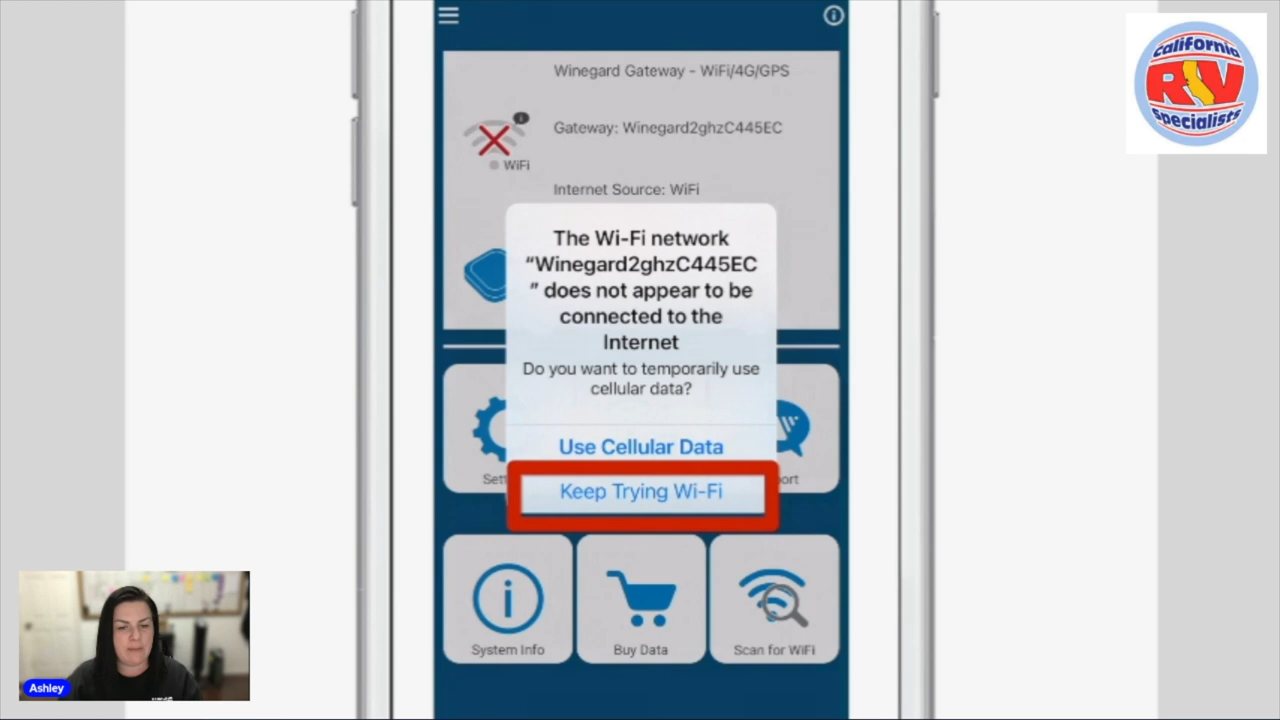 Winegard Gateway - WiFi/4G/GPS
California
RV
Specialists
Gateway: Winegard2ghzC445EC
WiFi
Internet Source: WiFi
The Wi-Fi network
“Winegard2ghzC445EC
” does not appear to be
connected to the
Internet
Do you want to temporarily use
cellular data?
Use Cellular Data
Sett
ort
Keep Trying Wi-Fi
System Info
Buy Data
Scan for WiFi
Ashley